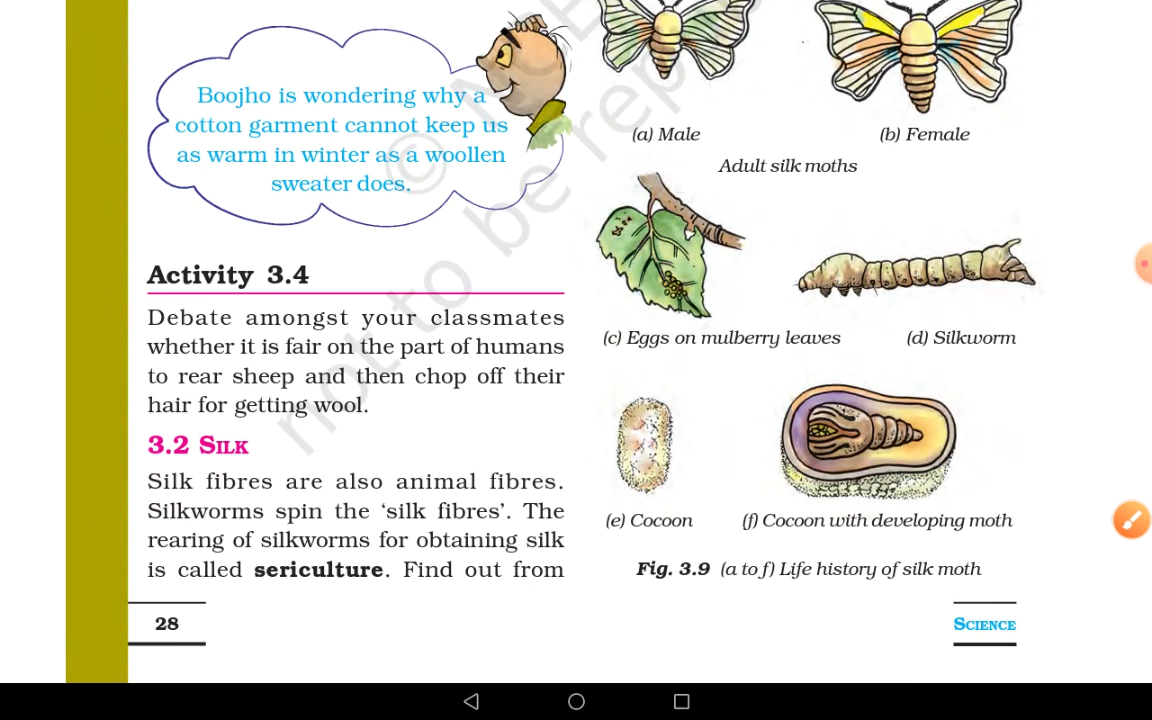 Boojho is wondering why a
cotton garment cannot keep us
as warm in winter as a woollen
sweater does.
Activity 3.4
Debate amongst your classmates
whether it is fair on the part of humans
to rear sheep and then chop off their
hair for getting wool.
3.2 SILK
Silk fibres are also animal fibres.
Silkworms spin the ‘silk fibres’. The
rearing of silkworms for obtaining silk
is called sericulture. Find out from
28
(a) Male
(b) Female
Adult silk moths
(c) Eggs on mulberry leaves
(d) Silkworm
(e) Cocoon
(f) Cocoon with developing moth
Fig. 3.9 (a to f) Life history of silk moth
SCIENCE
not to be rep